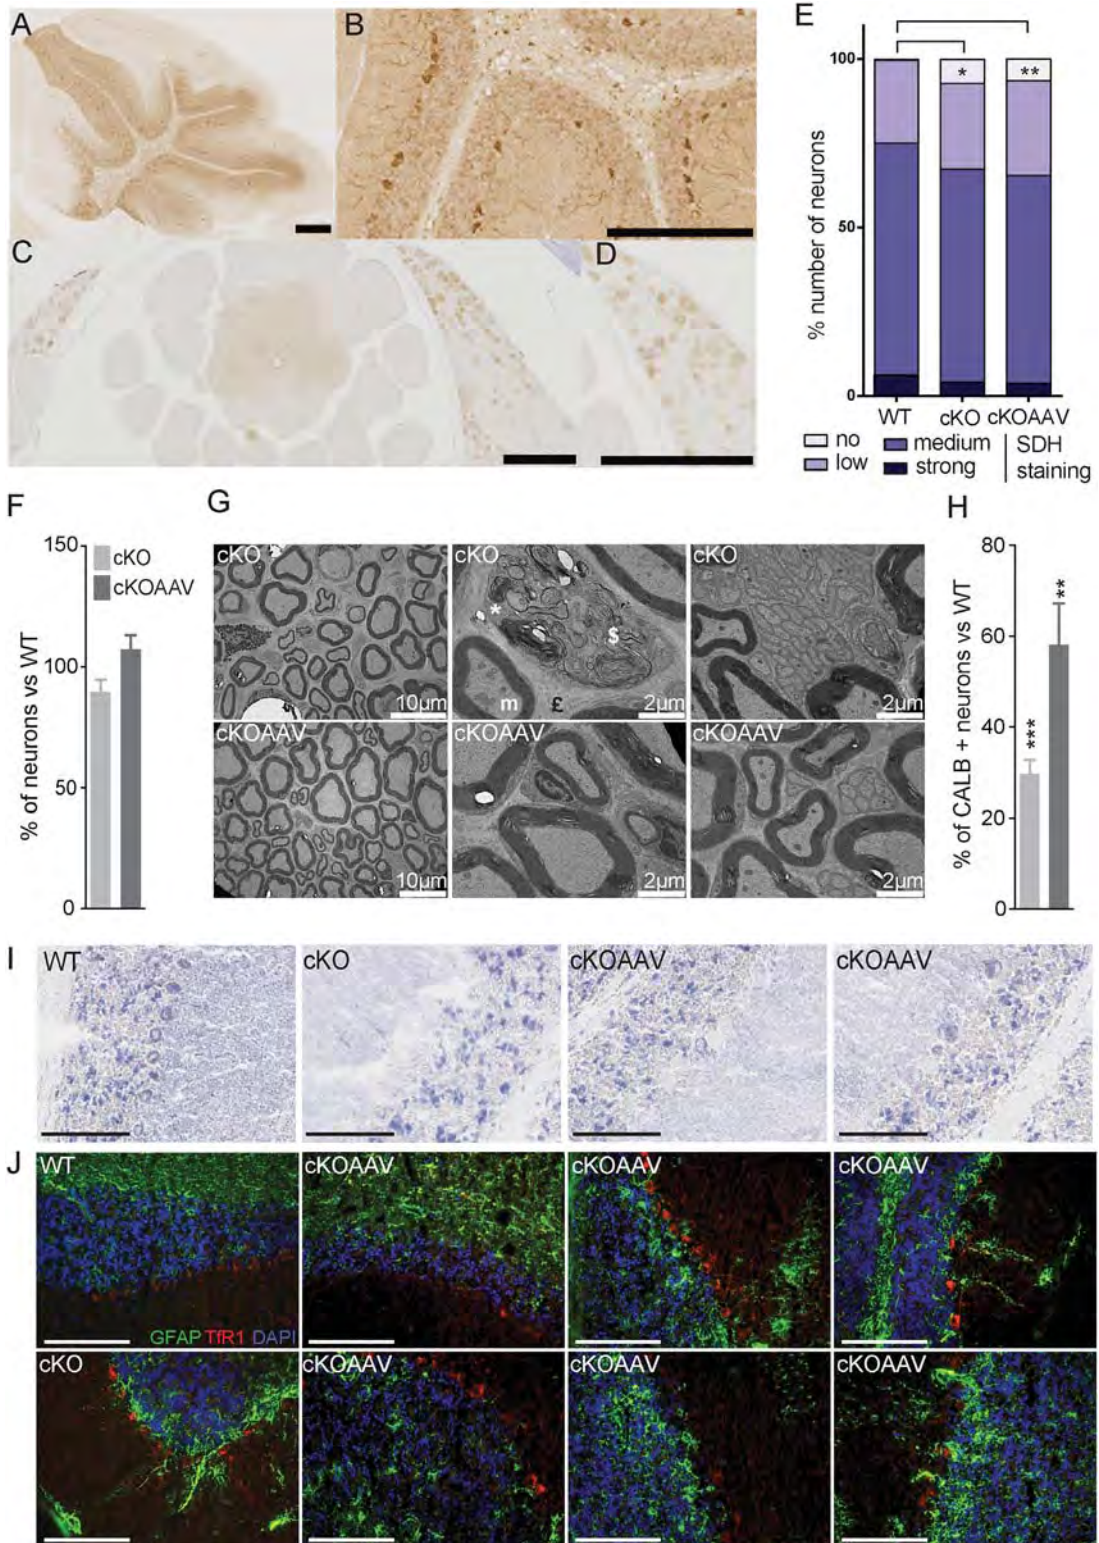 A
B
C
D
E
% number of neurons
100
50
0
*
**
WT
cKO
cKOAAV
no
medium
SDH
low
strong
staining
F
% of neurons vs WT
150
100
50
0
cKO
cKOAAV
G
cKO
10µm
cKO
*
$
m
£
2µm
cKO
2µm
cKOAAV
10µm
cKOAAV
2µm
cKOAAV
2µm
H
% of CALB + neurons vs WT
80
60
40
20
0
***
**
I
WT
cKO
cKOAAV
cKOAAV
J
WT
GFAP TfR1 DAPI
cKOAAV
cKOAAV
cKOAAV
cKO
cKOAAV
cKOAAV
cKOAAV